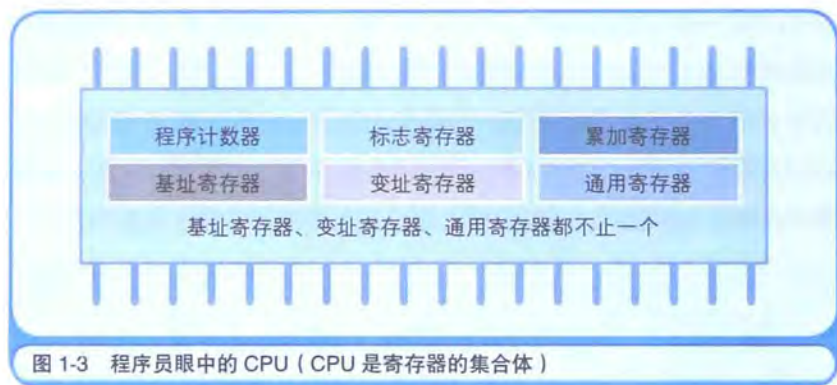 程序计数器 标志寄存器 累加寄存器
基址寄存器 变址寄存器 通用寄存器
基址寄存器、变址寄存器、通用寄存器都不止一个
图 1-3 程序员眼中的 CPU（CPU 是寄存器的集合体）